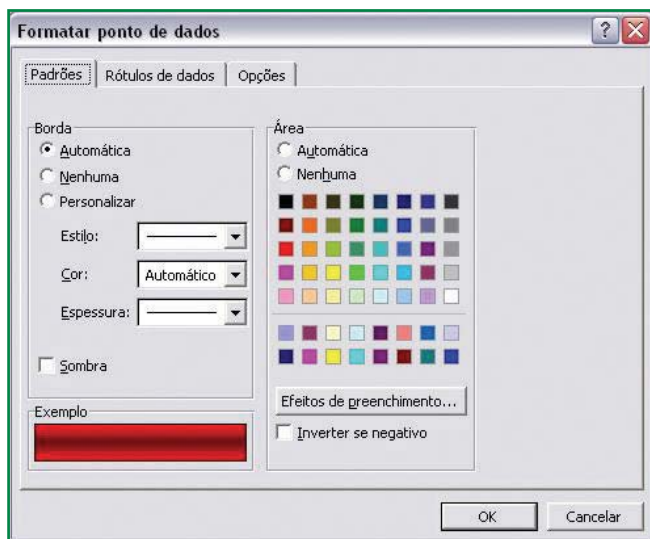 Formatar ponto de dados
Padrões
Rótulos de dados
Opções
Borda
Automática
Nenhuma
Personalizar
Estilo:
Cor: Automático
Espessura:
Sombra
Exemplo
Área
Automática
Nenhuma
Efeitos de preenchimento...
Inverter se negativo
OK
Cancelar